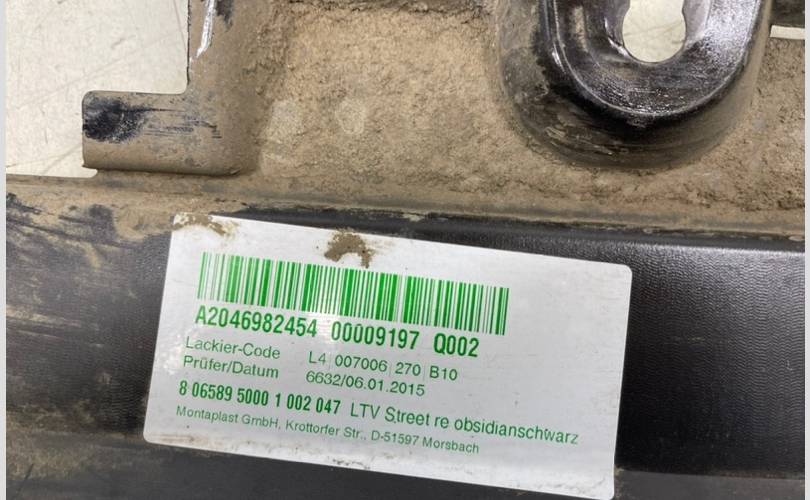 A2046982454 00009197 Q002
Lackier-Code L4 007006 270 B10
Prüfer/Datum 6632/06.01.2015
8 06589 5000 1 002 047 LTV Street re obsidianschwarz
Montaplast GmbH, Krottorfer Str., D-51597 Morsbach